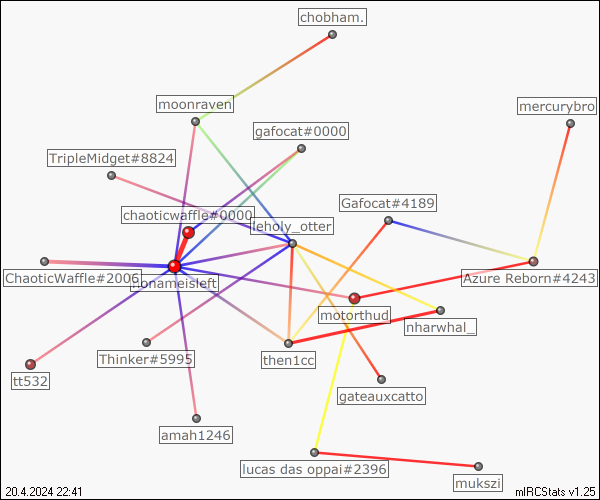 chobham.
moonraven
mercurybro
gafocat#0000
TripleMidget#8824
Gafocat#4189
chaoticwaffle#0000
leholy_otter
ChaoticWaffle#2006
nonameisleft
Azure Reborn#4243
motorthud
nharwhal_
Thinker#5995
then1cc
tt532
gateauxcatto
amah1246
lucas das oppai#2396
mukszi
20.4.2024 22:41
mIRCStats v1.25